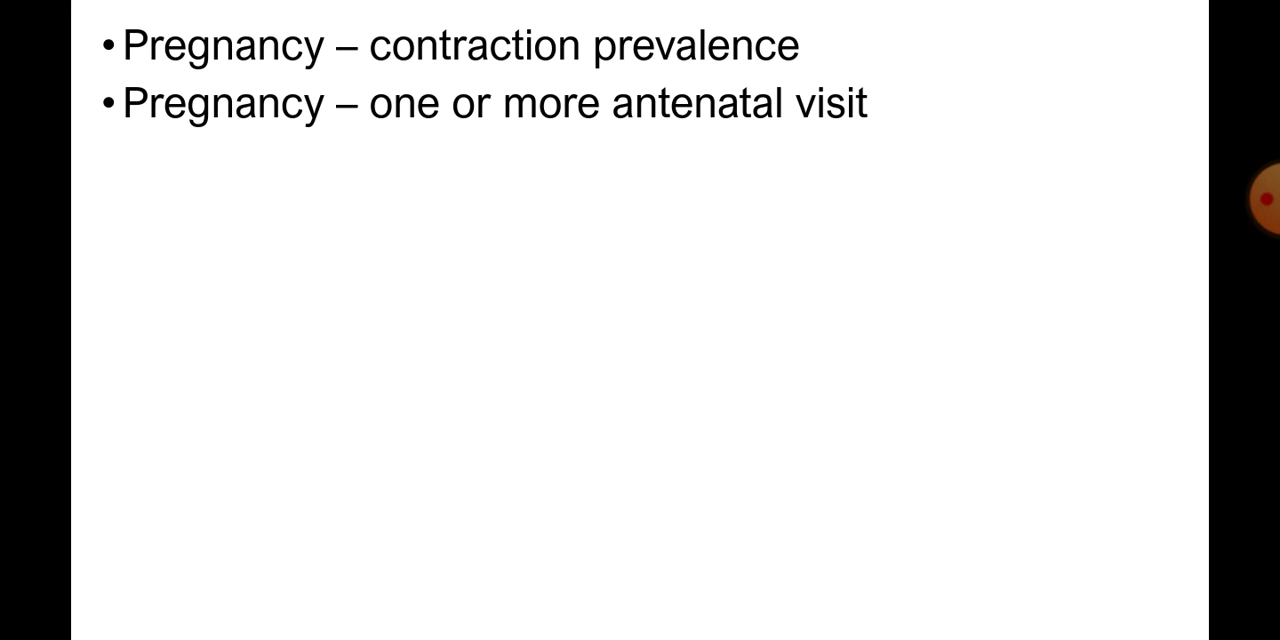 • Pregnancy – contraction prevalence
• Pregnancy – one or more antenatal visit